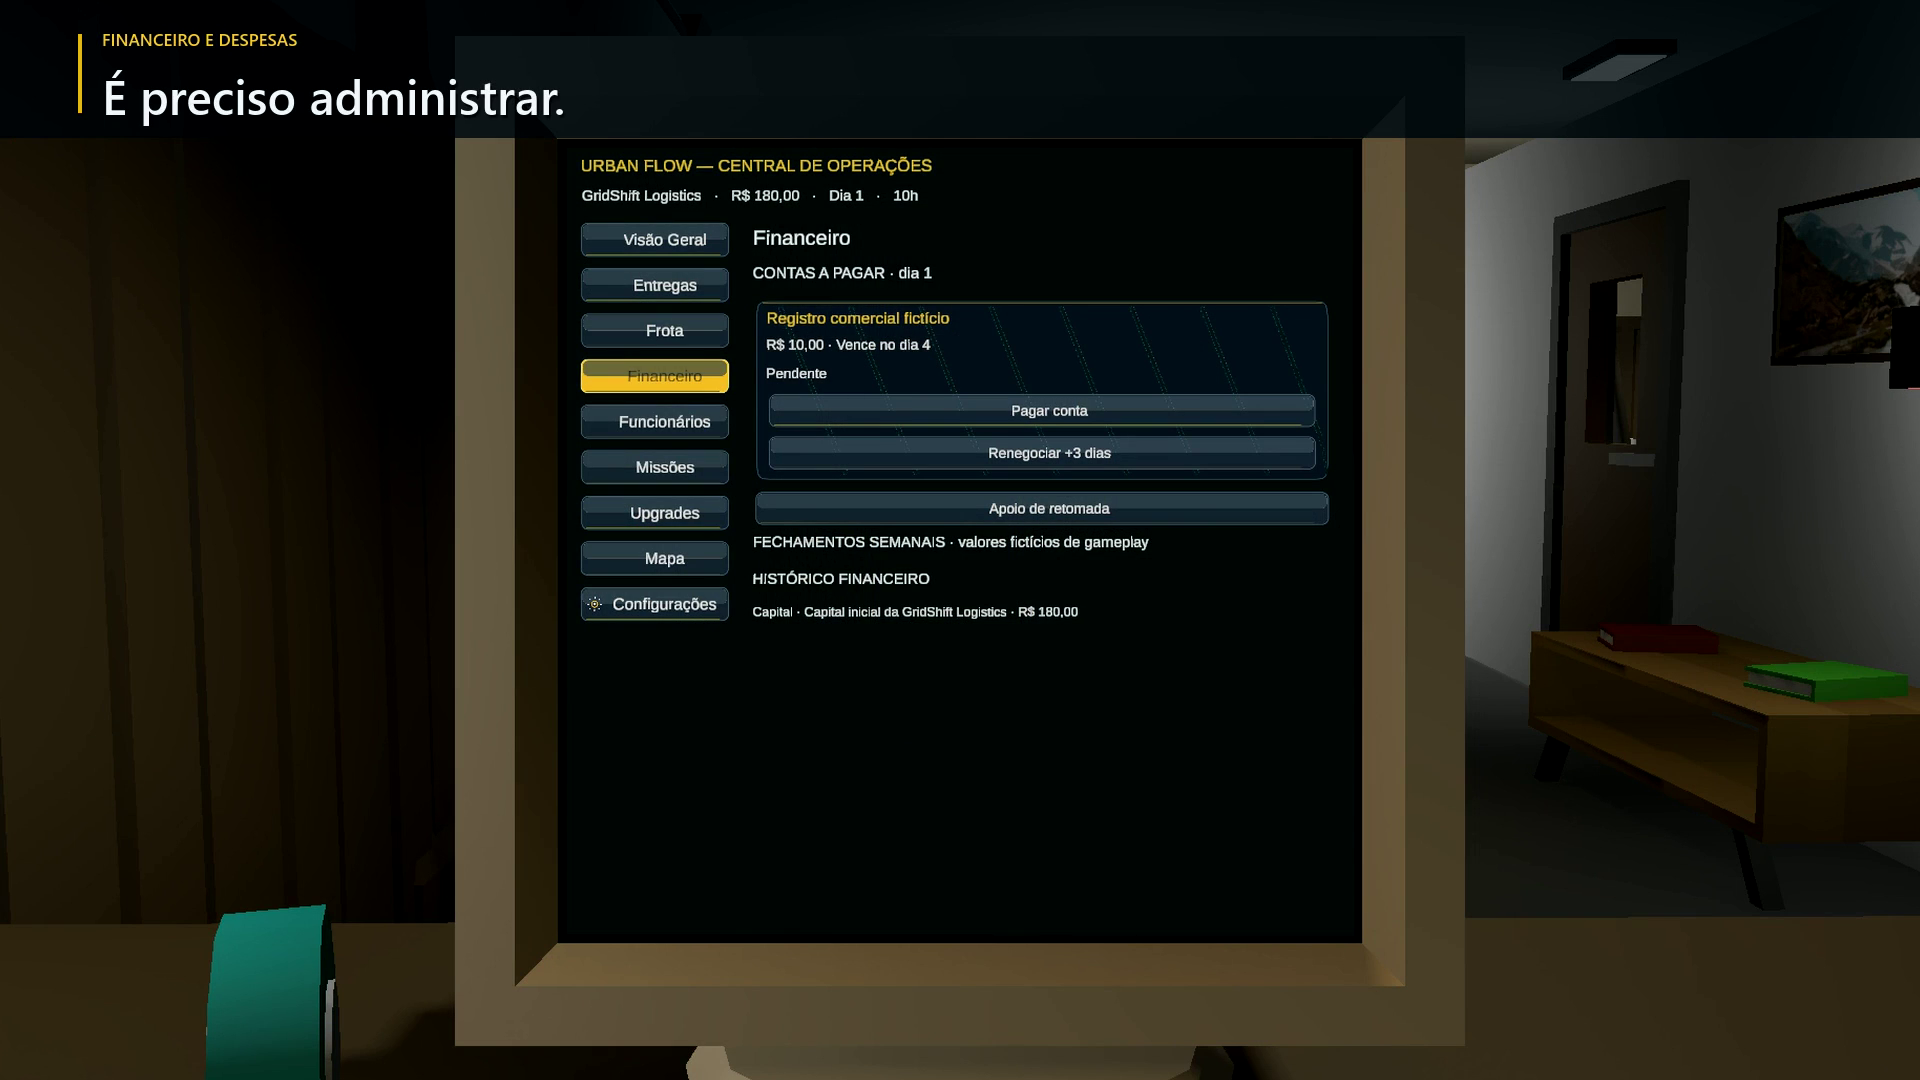 FINANCEIRO E DESPESAS
É preciso administrar.
URBAN FLOW — CENTRAL DE OPERAÇÕES
GridShift Logistics · R$ 180,00 · Dia 1 · 10h
Visão Geral
Entregas
Frota
Financeiro
Funcionários
Missões
Upgrades
Mapa
Configurações
Financeiro
CONTAS A PAGAR · dia 1
Registro comercial fictício
R$ 10,00 · Vence no dia 4
Pendente
Pagar conta
Renegociar +3 dias
Apoio de retomada
FECHAMENTOS SEMANAIS · valores fictícios de gameplay
HISTÓRICO FINANCEIRO
Capital · Capital inicial da GridShift Logistics · R$ 180,00